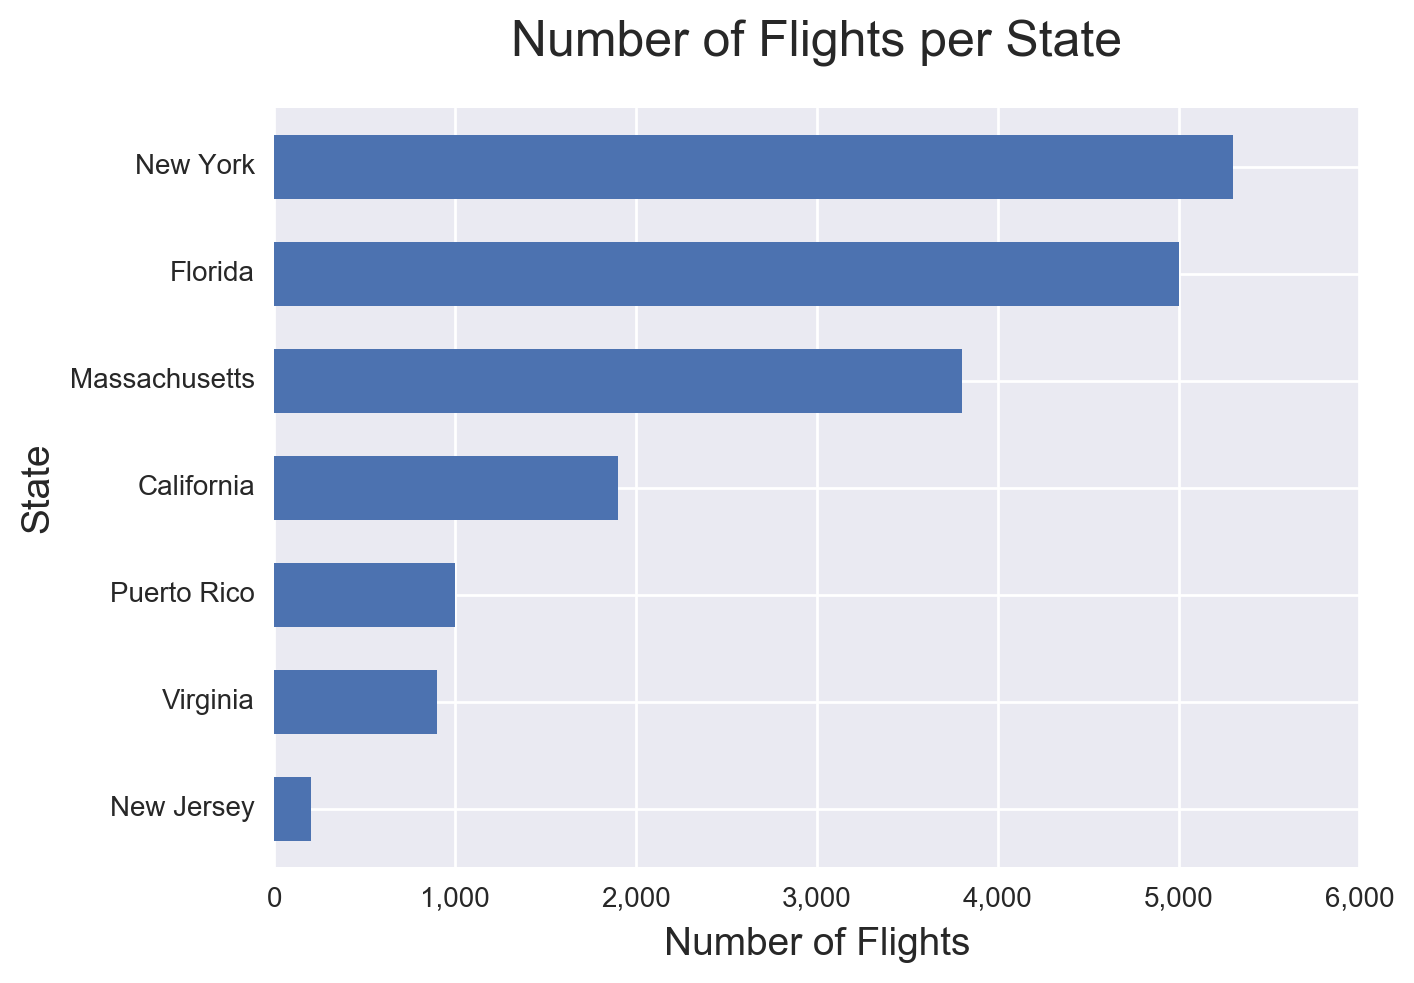 Number of Flights per State
New York
Florida
Massachusetts
California
Puerto Rico
Virginia
New Jersey
State
0 1,000 2,000 3,000 4,000 5,000 6,000
Number of Flights